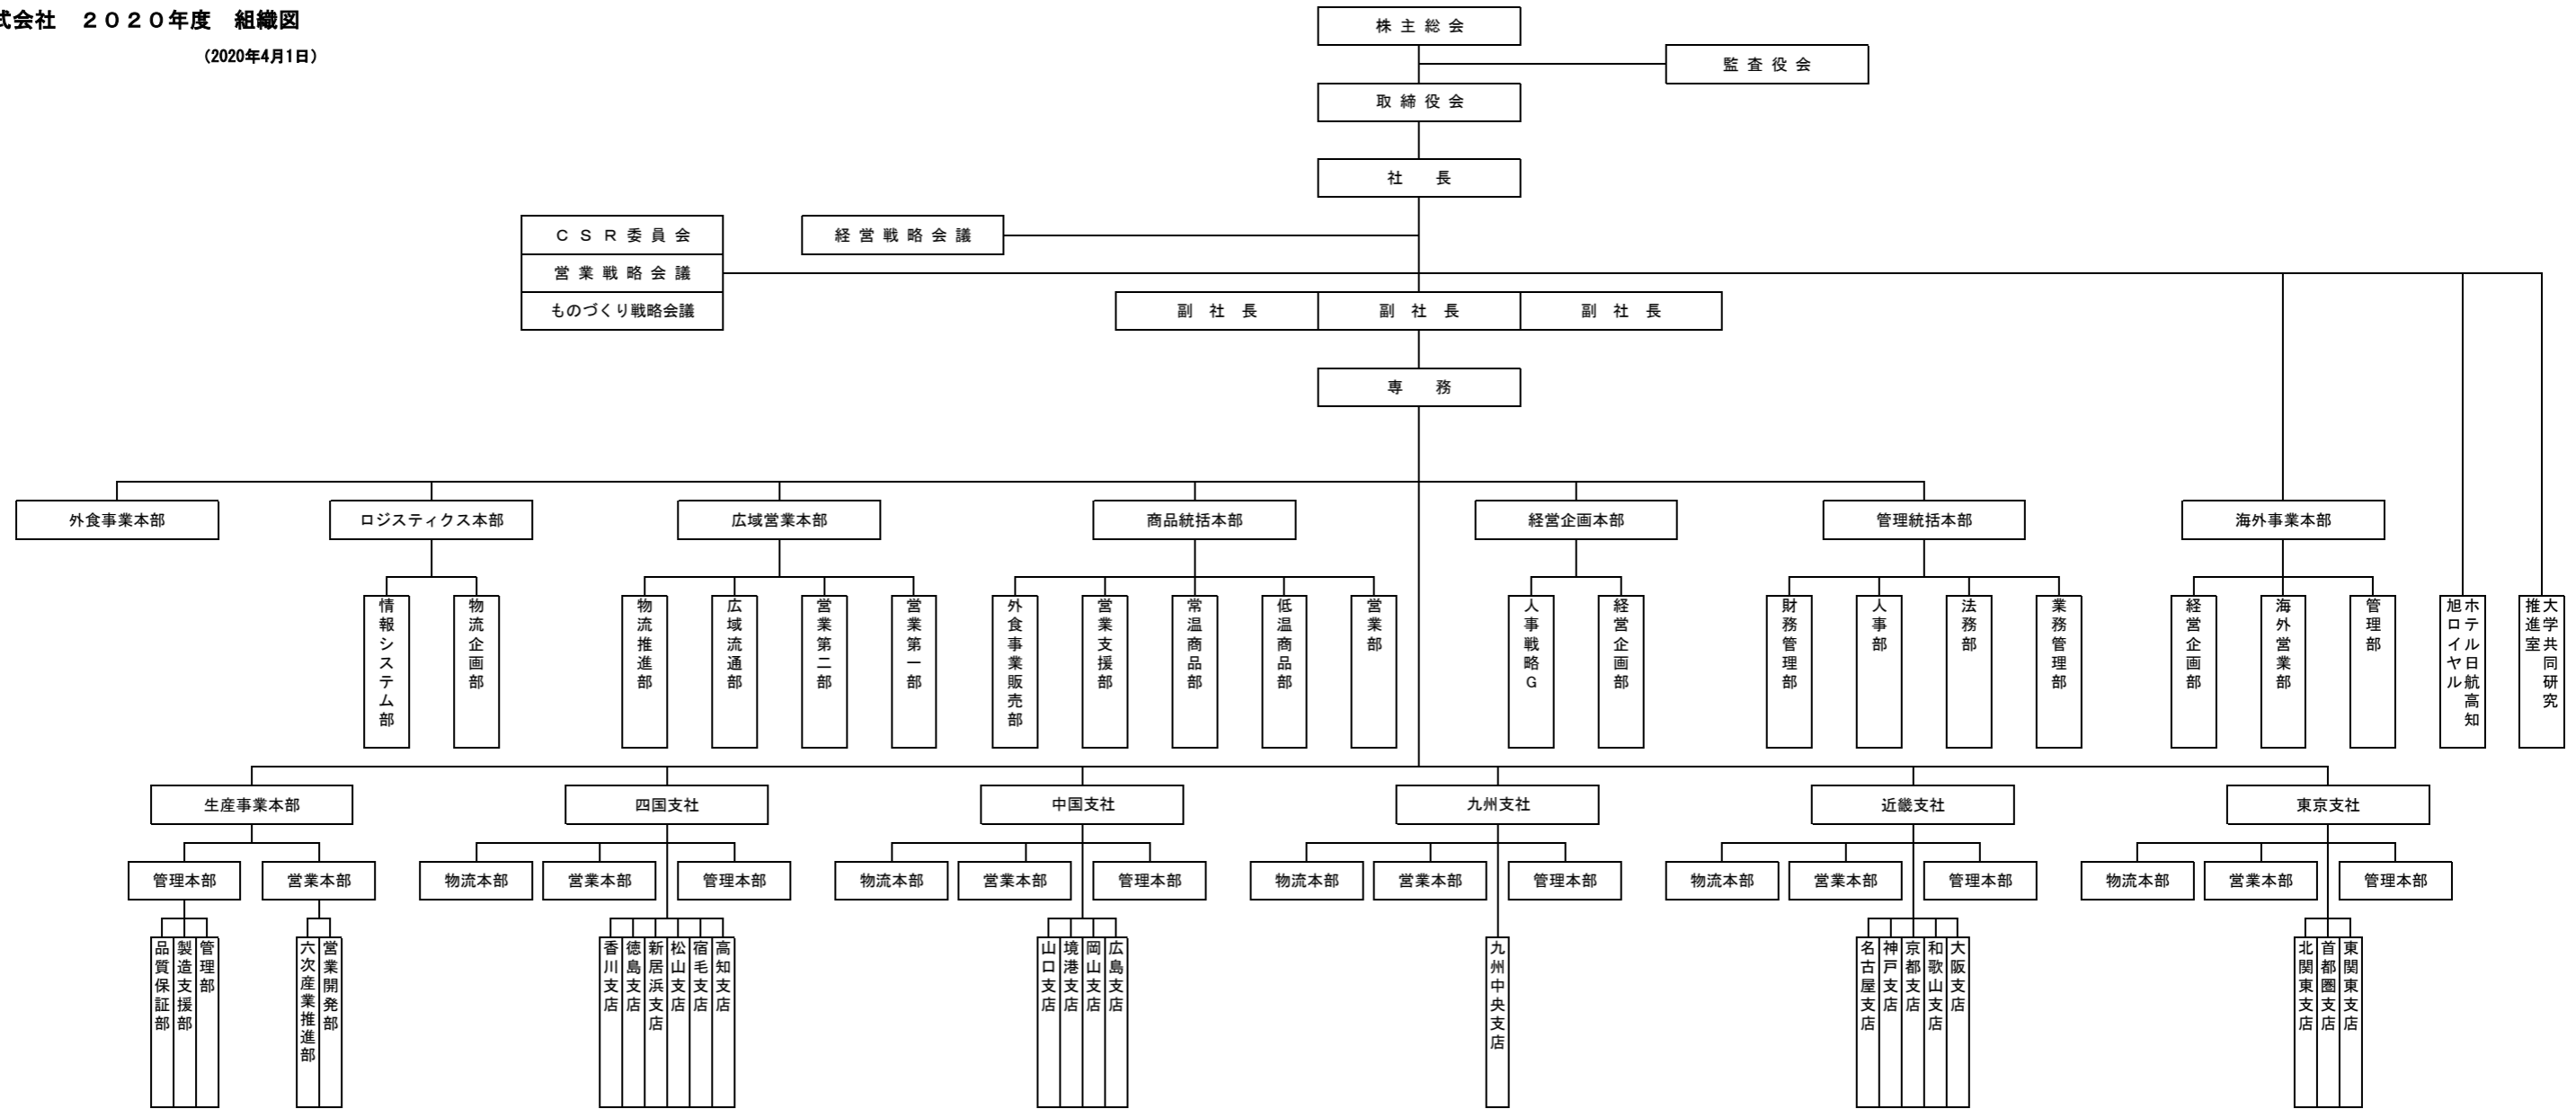 式会社　２０２０年度　組織図
（2020年4月1日）
株 主 総 会
監 査 役 会
取 締 役 会
社　　長
Ｃ Ｓ Ｒ 委 員 会
経 営 戦 略 会 議
営 業 戦 略 会 議
ものづくり戦略会議
副　社　長
副　社　長
副　社　長
専　　務
外食事業本部
ロジスティクス本部
広域営業本部
商品統括本部
経営企画本部
管理統括本部
海外事業本部
情報システム部
物流企画部
物流推進部
広域流通部
営業第二部
営業第一部
外食事業販売部
営業支援部
常温商品部
低温商品部
営業部
人事戦略Ｇ
経営企画部
財務管理部
人事部
法務部
業務管理部
経営企画部
海外営業部
管理部
ホテル日航高知
旭ロイヤル
大学共同研究
推進室
生産事業本部
四国支社
中国支社
九州支社
近畿支社
東京支社
管理本部
営業本部
物流本部
営業本部
管理本部
物流本部
営業本部
管理本部
物流本部
営業本部
管理本部
物流本部
営業本部
管理本部
物流本部
営業本部
管理本部
品質保証部
製造支援部
管理部
六次産業推進部
営業開発部
香川支店
徳島支店
新居浜支店
松山支店
宿毛支店
高知支店
山口支店
境港支店
岡山支店
広島支店
九州中央支店
名古屋支店
神戸支店
京都支店
和歌山支店
大阪支店
北関東支店
首都圏支店
東関東支店